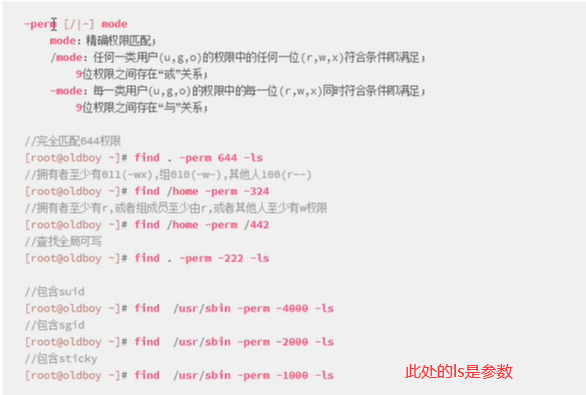 -perm [/|-] mode
mode：精确权限匹配；
/mode：任何一类用户(u,g,o)的权限中的任何一位(r,w,x)符合条件即满足；
9位权限之间存在“或”关系；
-mode：每一类用户(u,g,o)的权限中的每一位(r,w,x)同时符合条件即满足；
9位权限之间存在“与”关系；
//完全匹配644权限
[root@oldboy ~]# find . -perm 644 -ls
//拥有者至少有011(-wx),组010(-w-),其他人100(r--)
[root@oldboy ~]# find /home -perm -324
//拥有者至少有r,或者组成员至少由r,或者其他人至少有w权限
[root@oldboy ~]# find /home -perm /442
//查找全局可写
[root@oldboy ~]# find . -perm -222 -ls
//包含suid
[root@oldboy ~]# find  /usr/sbin -perm -4000 -ls
//包含sgid
[root@oldboy ~]# find  /usr/sbin -perm -2000 -ls
//包含sticky
[root@oldboy ~]# find  /usr/sbin -perm -1000 -ls
此处的ls是参数